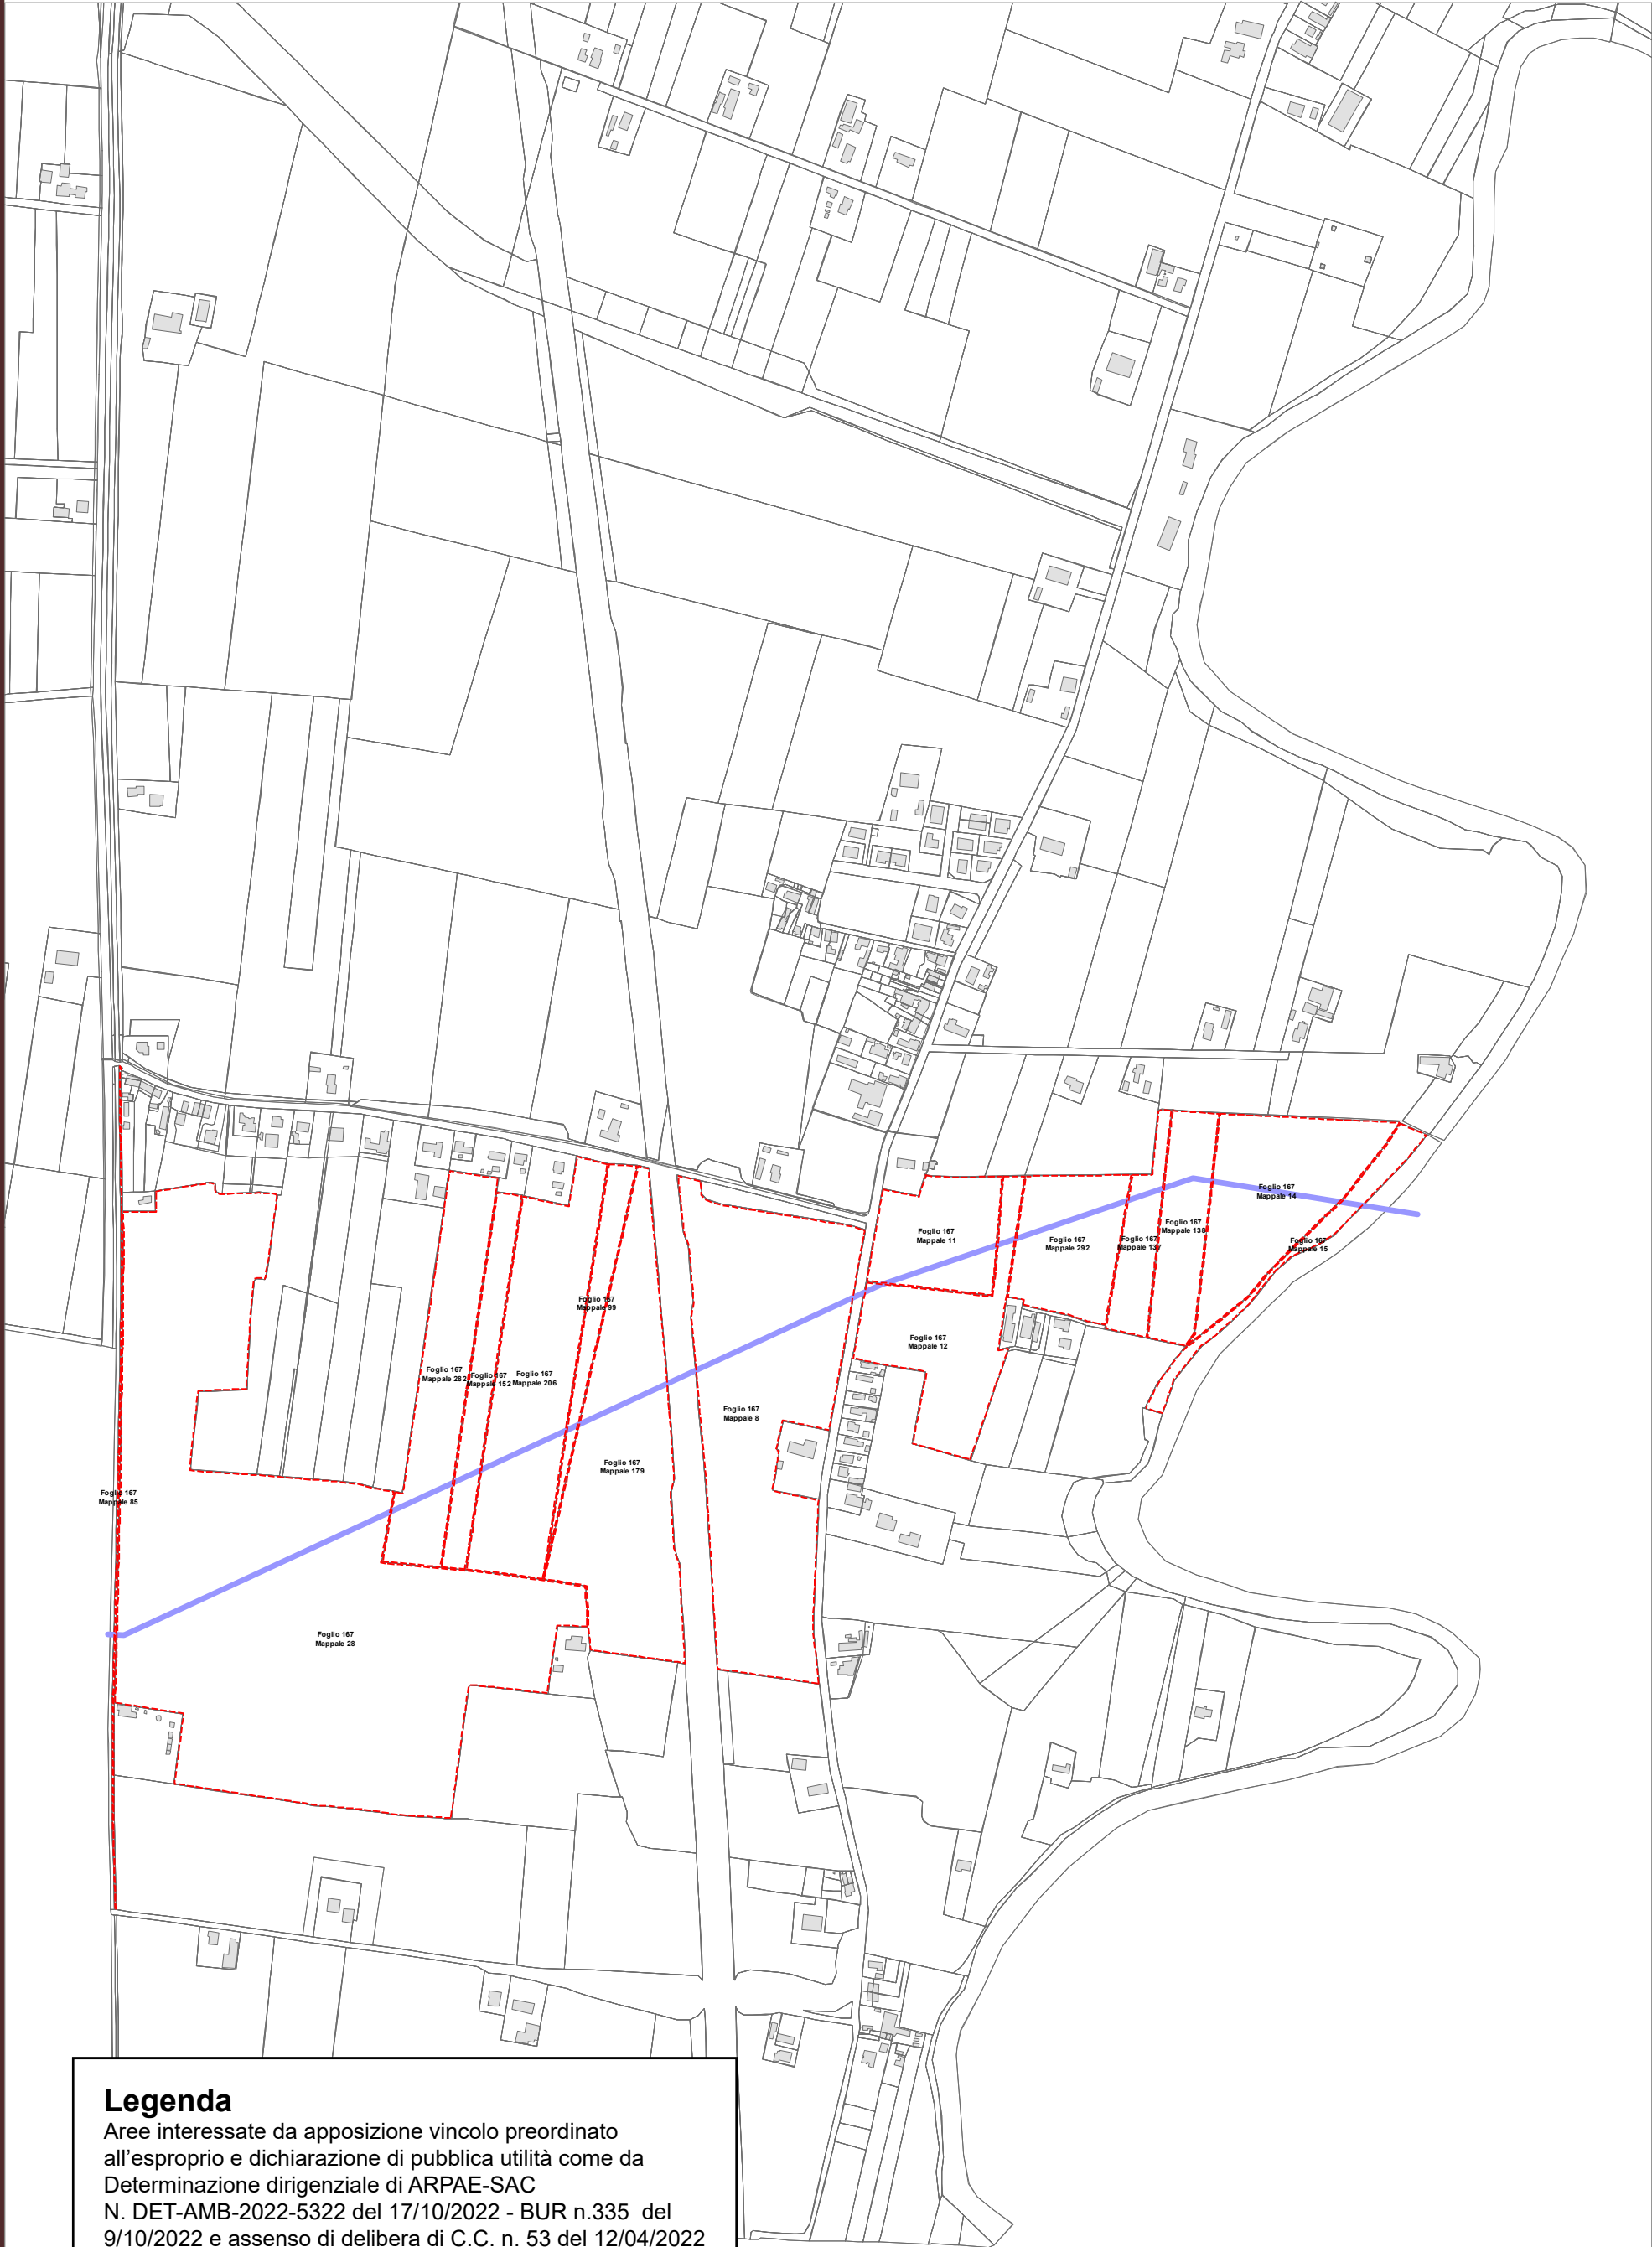 Foglio 167
Mappale 14
Foglio 167
Mappale 138
Foglio 167
Mappale 11
Foglio 167
Mappale 292
Foglio 167
Mappale 137
Foglio 167
Mappale 15
Foglio 167
Mappale 99
Foglio 167
Mappale 12
Foglio 167
Mappale 282
Foglio 167
Mappale 152
Foglio 167
Mappale 206
Foglio 167
Mappale 8
Foglio 167
Mappale 179
Foglio 167
Mappale 85
Foglio 167
Mappale 28
Legenda
Aree interessate da apposizione vincolo preordinato
all'esproprio e dichiarazione di pubblica utilità come da
Determinazione dirigenziale di ARPAE-SAC
N. DET-AMB-2022-5322 del 17/10/2022 - BUR n.335 del
9/10/2022 e assenso di delibera di C.C. n. 53 del 12/04/2022